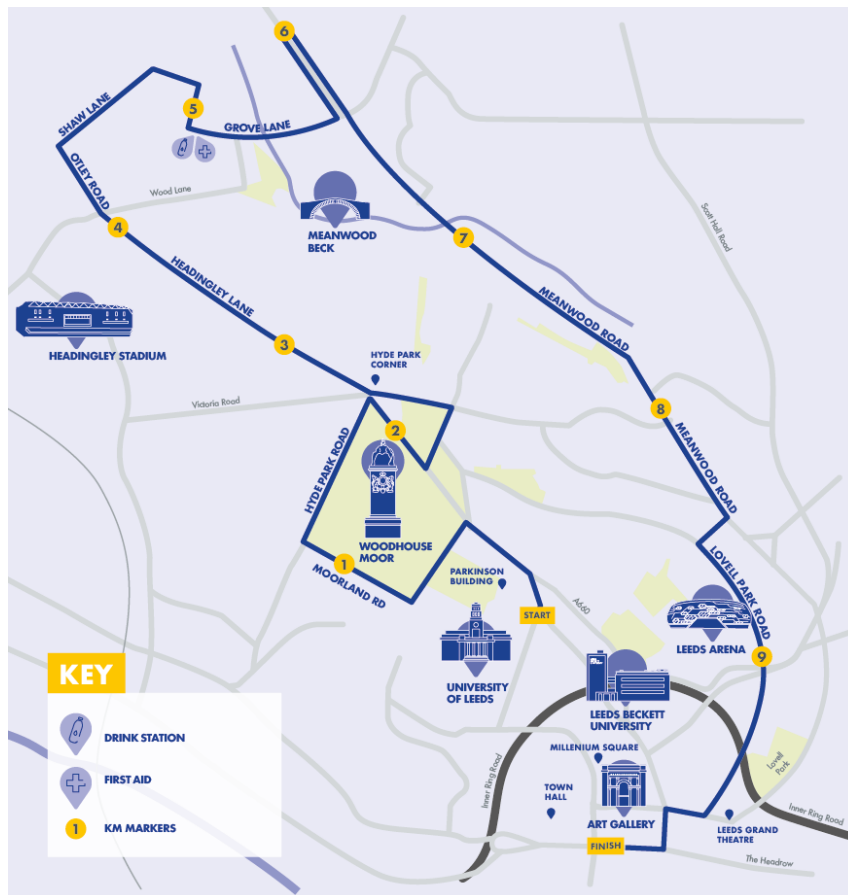 6
5
SHAW LANE
GROVE LANE
OTLEY ROAD
Wood Lane
4
MEANWOOD
BECK
7
Scott Hall Road
HEADINGLEY LANE
MEANWOOD ROAD
HEADINGLEY STADIUM
3
HYDE PARK
CORNER
Victoria Road
8
2
MEANWOOD ROAD
HYDE PARK ROAD
WOODHOUSE
MOOR
1
MOORLAND RD
PARKINSON
BUILDING
START
A660
LOVELL PARK ROAD
LEEDS ARENA
9
UNIVERSITY
OF LEEDS
LEEDS BECKETT
UNIVERSITY
KEY
DRINK STATION
FIRST AID
1
KM MARKERS
Inner Ring Road
MILLENIUM SQUARE
TOWN
HALL
ART GALLERY
FINISH
Lovell
Park
Inner Ring Road
LEEDS GRAND
THEATRE
The Headrow